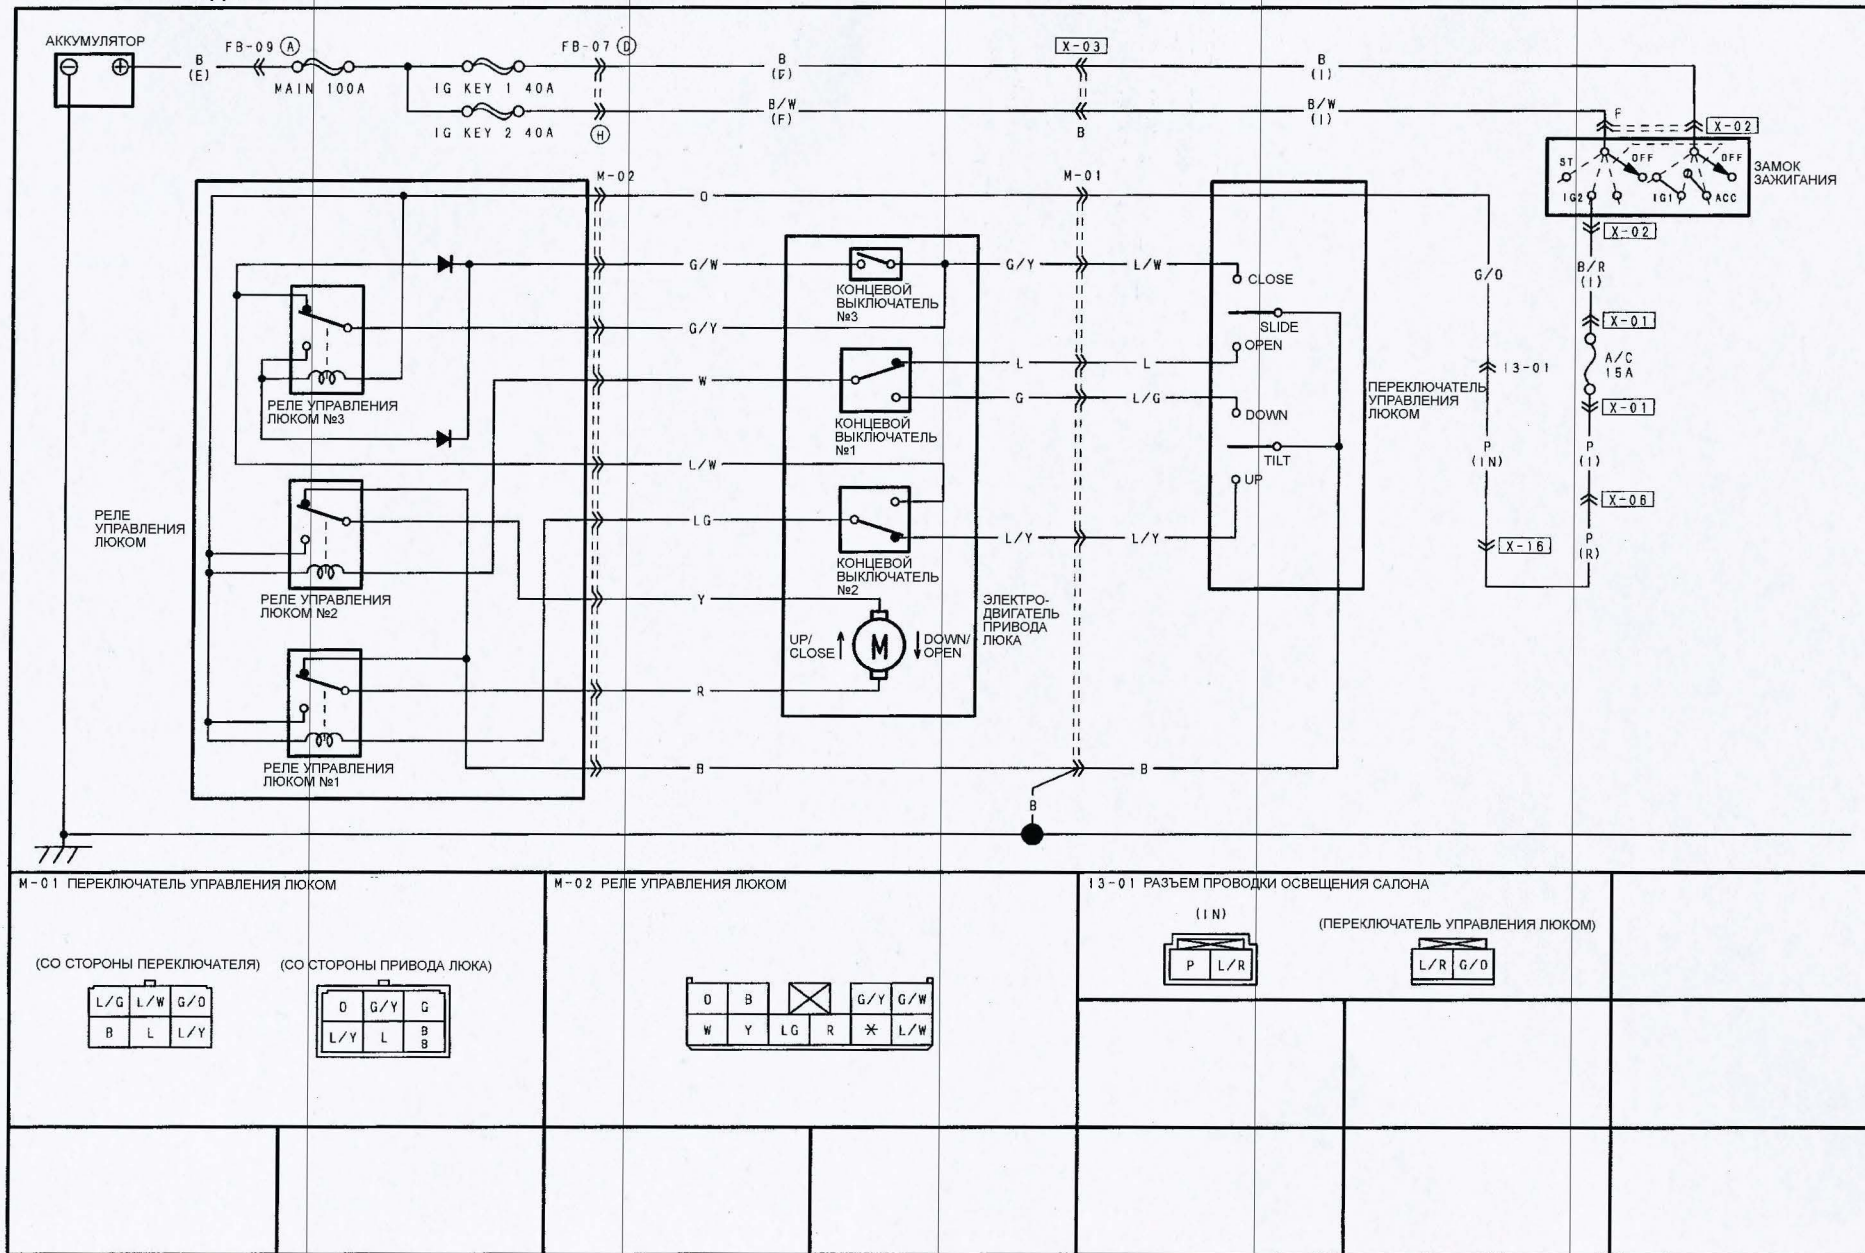 АККУМУЛЯТОР
B
(E)
FB-09 A
MAIN 100A
IG KEY 1 40A
IG KEY 2 40A
FB-07 D
H
B
B/W
(F)
X-03
B
B
(I)
B/W
(I)
F
X-02
ЗАМОК
ЗАЖИГАНИЯ
ST
OFF
OFF
IG2
IG1
ACC
X-02
B/R
(I)
X-01
A/C
15A
X-01
P
(I)
X-06
P
(R)
G/O
13-01
P
(IN)
X-16
M-02
O
M-01
G/W
G/Y
L/W
CLOSE
SLIDE
OPEN
DOWN
TILT
UP
ПЕРЕКЛЮЧАТЕЛЬ
УПРАВЛЕНИЯ
ЛЮКОМ
КОНЦЕВОЙ
ВЫКЛЮЧАТЕЛЬ
№3
G/Y
L
L
W
G
L/G
КОНЦЕВОЙ
ВЫКЛЮЧАТЕЛЬ
№1
L/W
LG
L/Y
L/Y
КОНЦЕВОЙ
ВЫКЛЮЧАТЕЛЬ
№2
РЕЛЕ УПРАВЛЕНИЯ
ЛЮКОМ №3
РЕЛЕ
УПРАВЛЕНИЯ
ЛЮКОМ
РЕЛЕ УПРАВЛЕНИЯ
ЛЮКОМ №2
РЕЛЕ УПРАВЛЕНИЯ
ЛЮКОМ №1
Y
R
B
B
B
UP/
CLOSE
M
DOWN/
OPEN
ЭЛЕКТРО-
ДВИГАТЕЛЬ
ПРИВОДА
ЛЮКА
M-01 ПЕРЕКЛЮЧАТЕЛЬ УПРАВЛЕНИЯ ЛЮКОМ
(СО СТОРОНЫ ПЕРЕКЛЮЧАТЕЛЯ)
L/G L/W G/O
B L L/Y
(СО СТОРОНЫ ПРИВОДА ЛЮКА)
O G/Y G
L/Y L B
B
M-02 РЕЛЕ УПРАВЛЕНИЯ ЛЮКОМ
O B G/Y G/W
W Y LG R * L/W
13-01 РАЗЪЕМ ПРОВОДКИ ОСВЕЩЕНИЯ САЛОНА
(IN)
P L/R
(ПЕРЕКЛЮЧАТЕЛЬ УПРАВЛЕНИЯ ЛЮКОМ)
L/R G/O